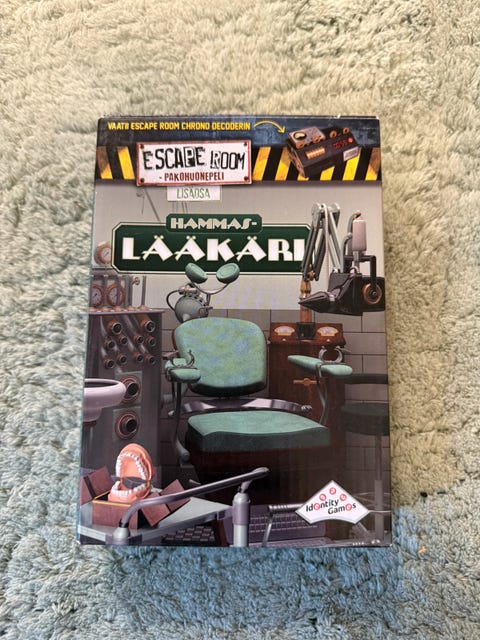 VAATII ESCAPE ROOM CHRONO DECODERIN
ESCAPE ROOM
- PAKOHUONEPELI
LISÄOSA
HAMMAS-
LÄÄKÄRI
Identity
Games